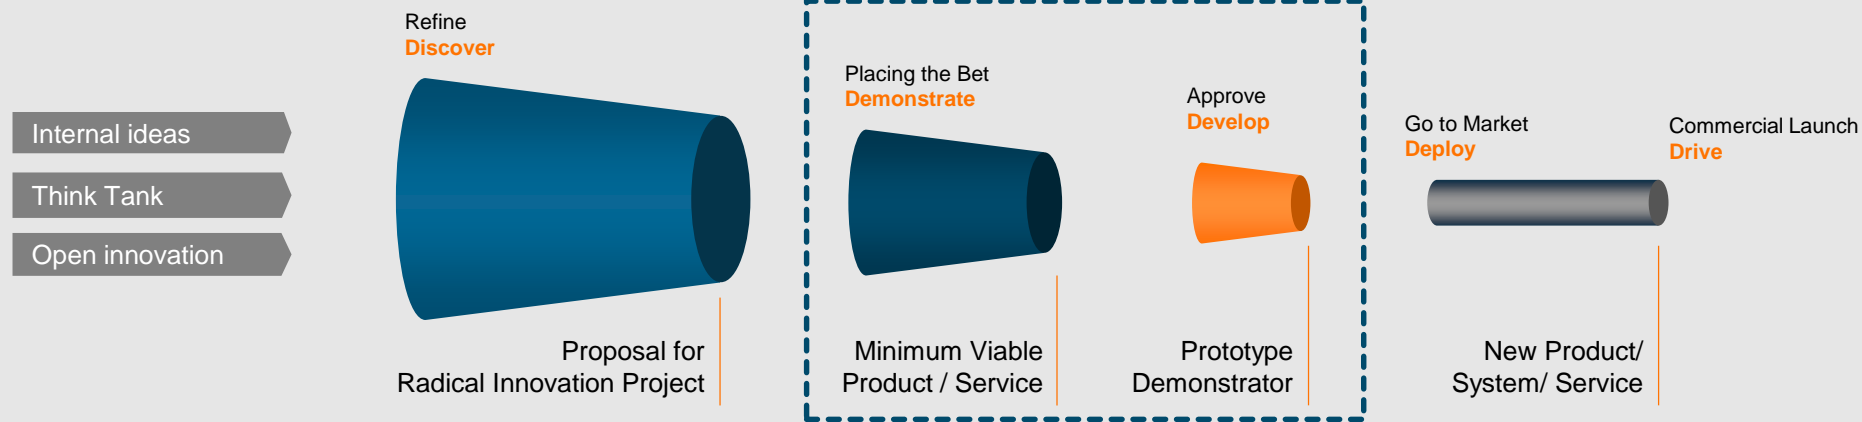 Internal ideas
Think Tank
Open innovation
Refine
Discover
Proposal for
Radical Innovation Project
Placing the Bet
Demonstrate
Minimum Viable
Product / Service
Approve
Develop
Prototype
Demonstrator
Go to Market
Deploy
New Product/
System/ Service
Commercial Launch
Drive